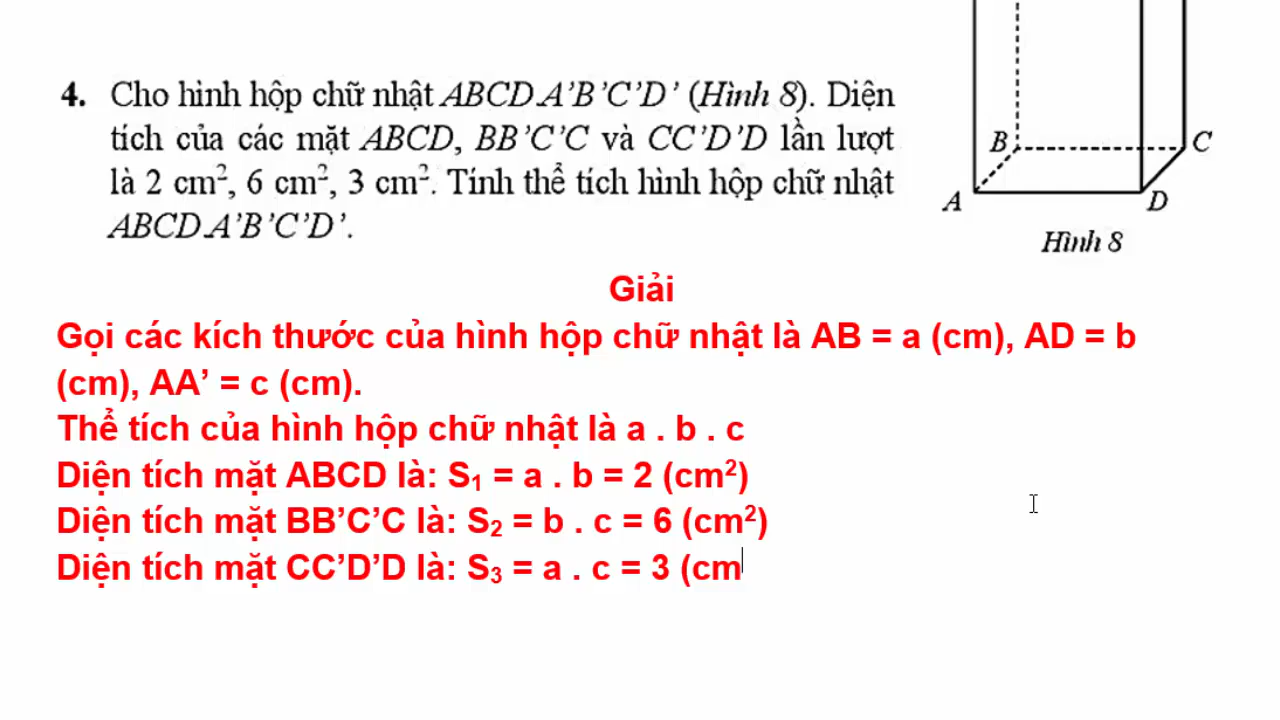 4. Cho hình hộp chữ nhật ABCD.A’B’C’D’ (Hình 8). Diện
tích của các mặt ABCD, BB’C’C và CC’D’D lần lượt
là 2 cm², 6 cm², 3 cm². Tính thể tích hình hộp chữ nhật
ABCD.A’B’C’D’.
B
C
A
D
Hình 8
Giải
Gọi các kích thước của hình hộp chữ nhật là AB = a (cm), AD = b
(cm), AA’ = c (cm).
Thể tích của hình hộp chữ nhật là a . b . c
Diện tích mặt ABCD là: S₁ = a . b = 2 (cm²)
Diện tích mặt BB’C’C là: S₂ = b . c = 6 (cm²)
Diện tích mặt CC’D’D là: S₃ = a . c = 3 (cm